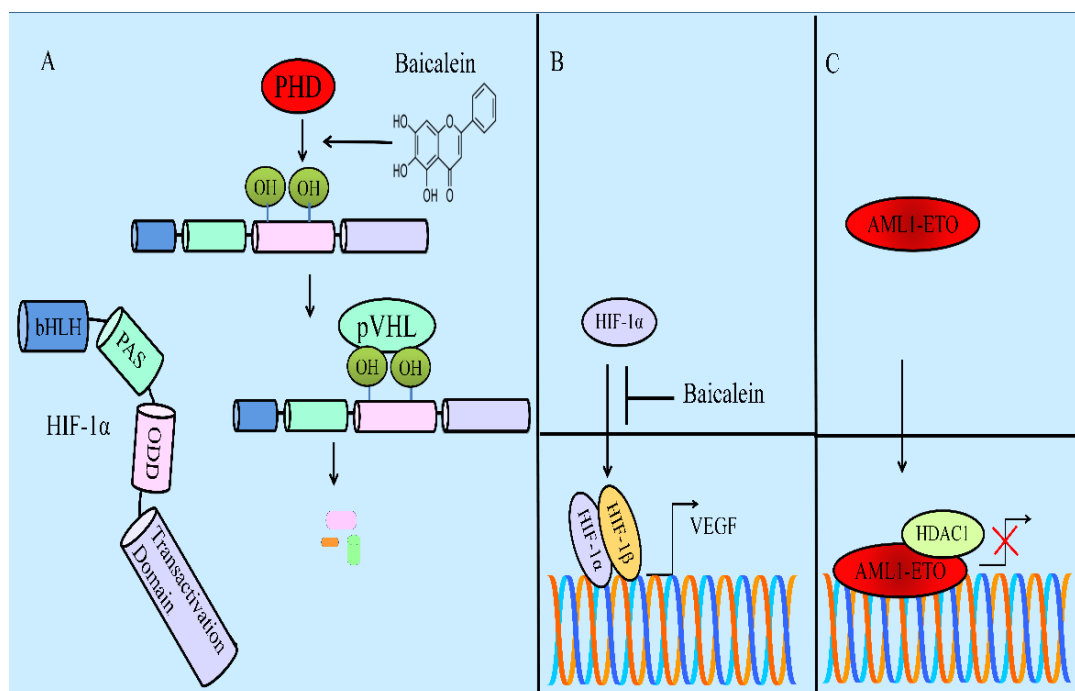 A
PHD
Baicalein
HO
O
HO
OH
O
OH
OH
bHLH
PAS
HIF-1α
ODD
Transactivation
Domain
pVHL
OH
OH
B
HIF-1α
Baicalein
HIF-1α
HIF-1β
VEGF
C
AML1-ETO
HDAC1
AML1-ETO